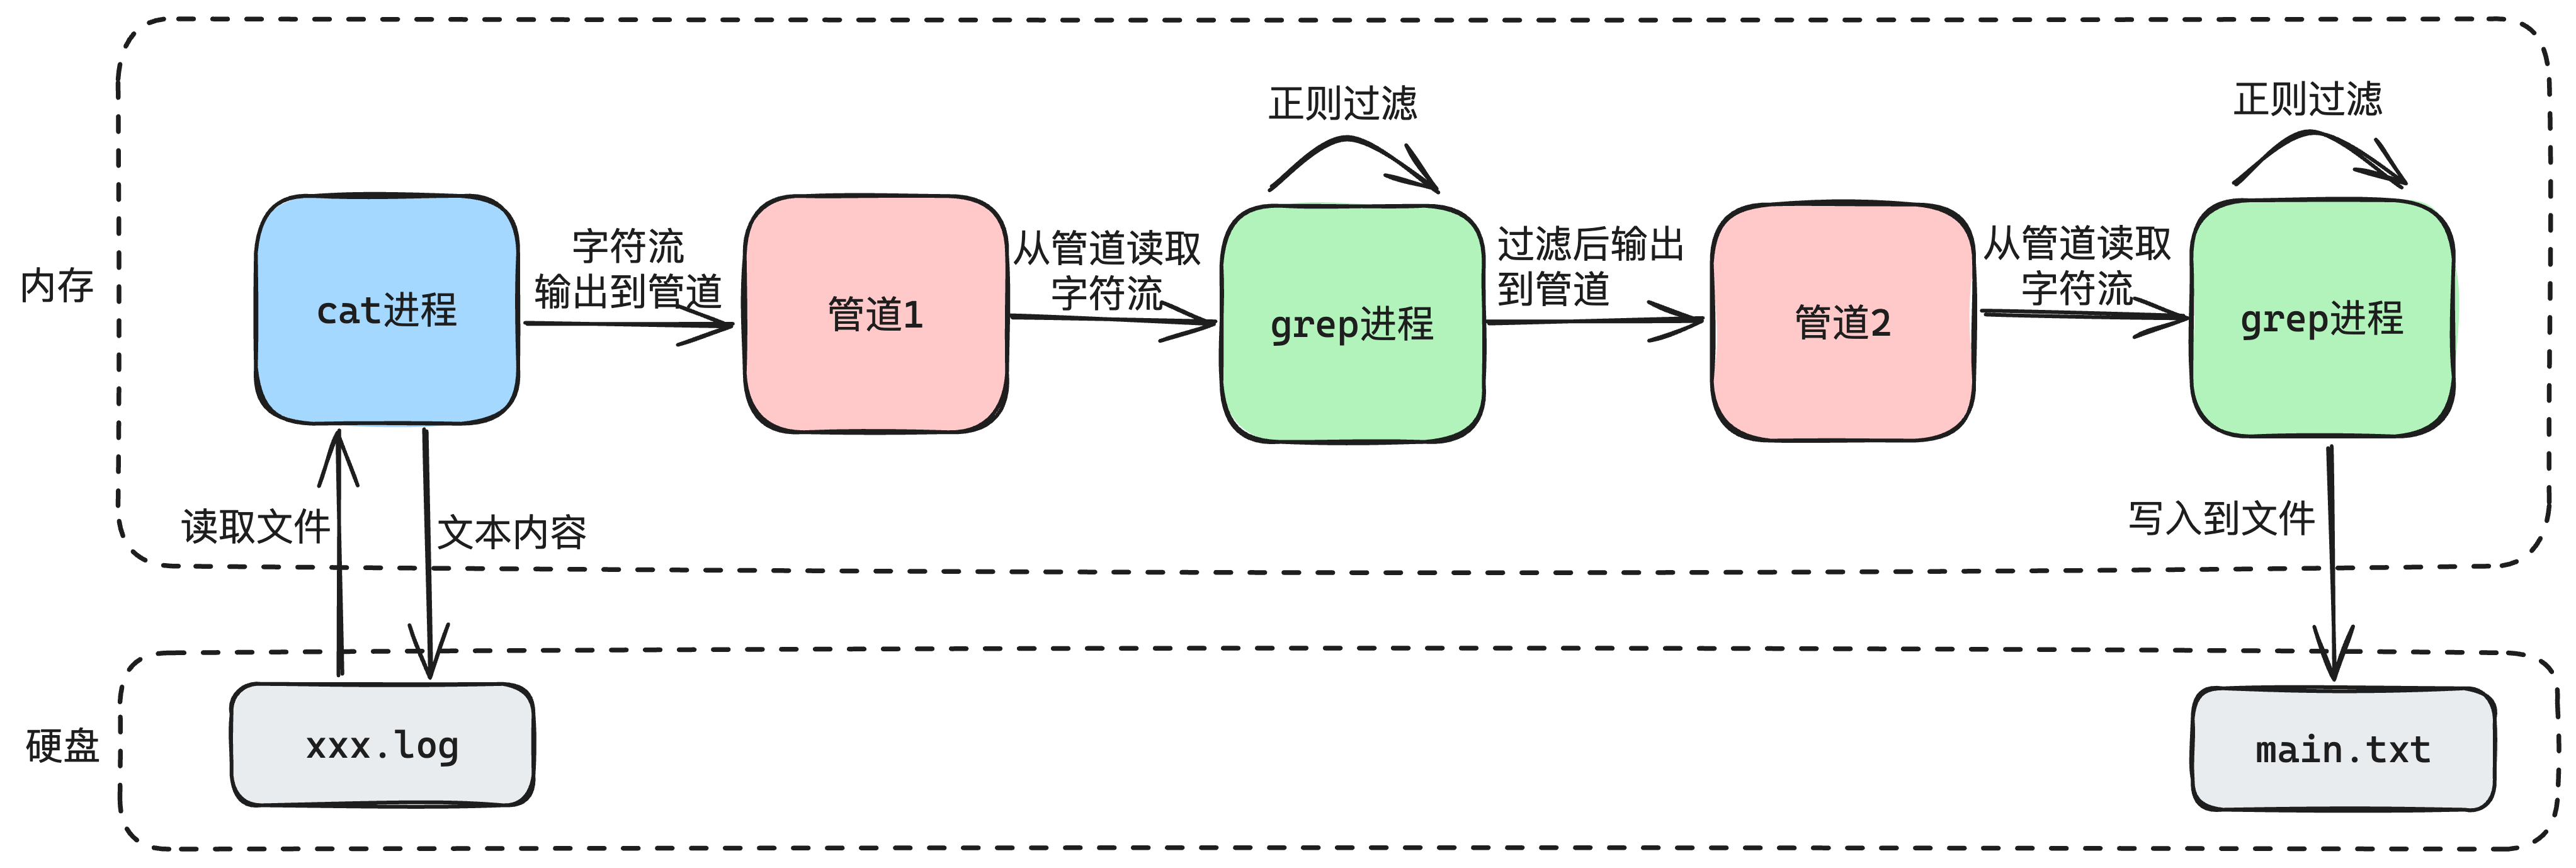 正则过滤
正则过滤
内存
cat进程
字符流
输出到管道
管道1
从管道读取
字符流
grep进程
过滤后输出
到管道
管道2
从管道读取
字符流
grep进程
读取文件
文本内容
写入到文件
硬盘
xxx.log
main.txt